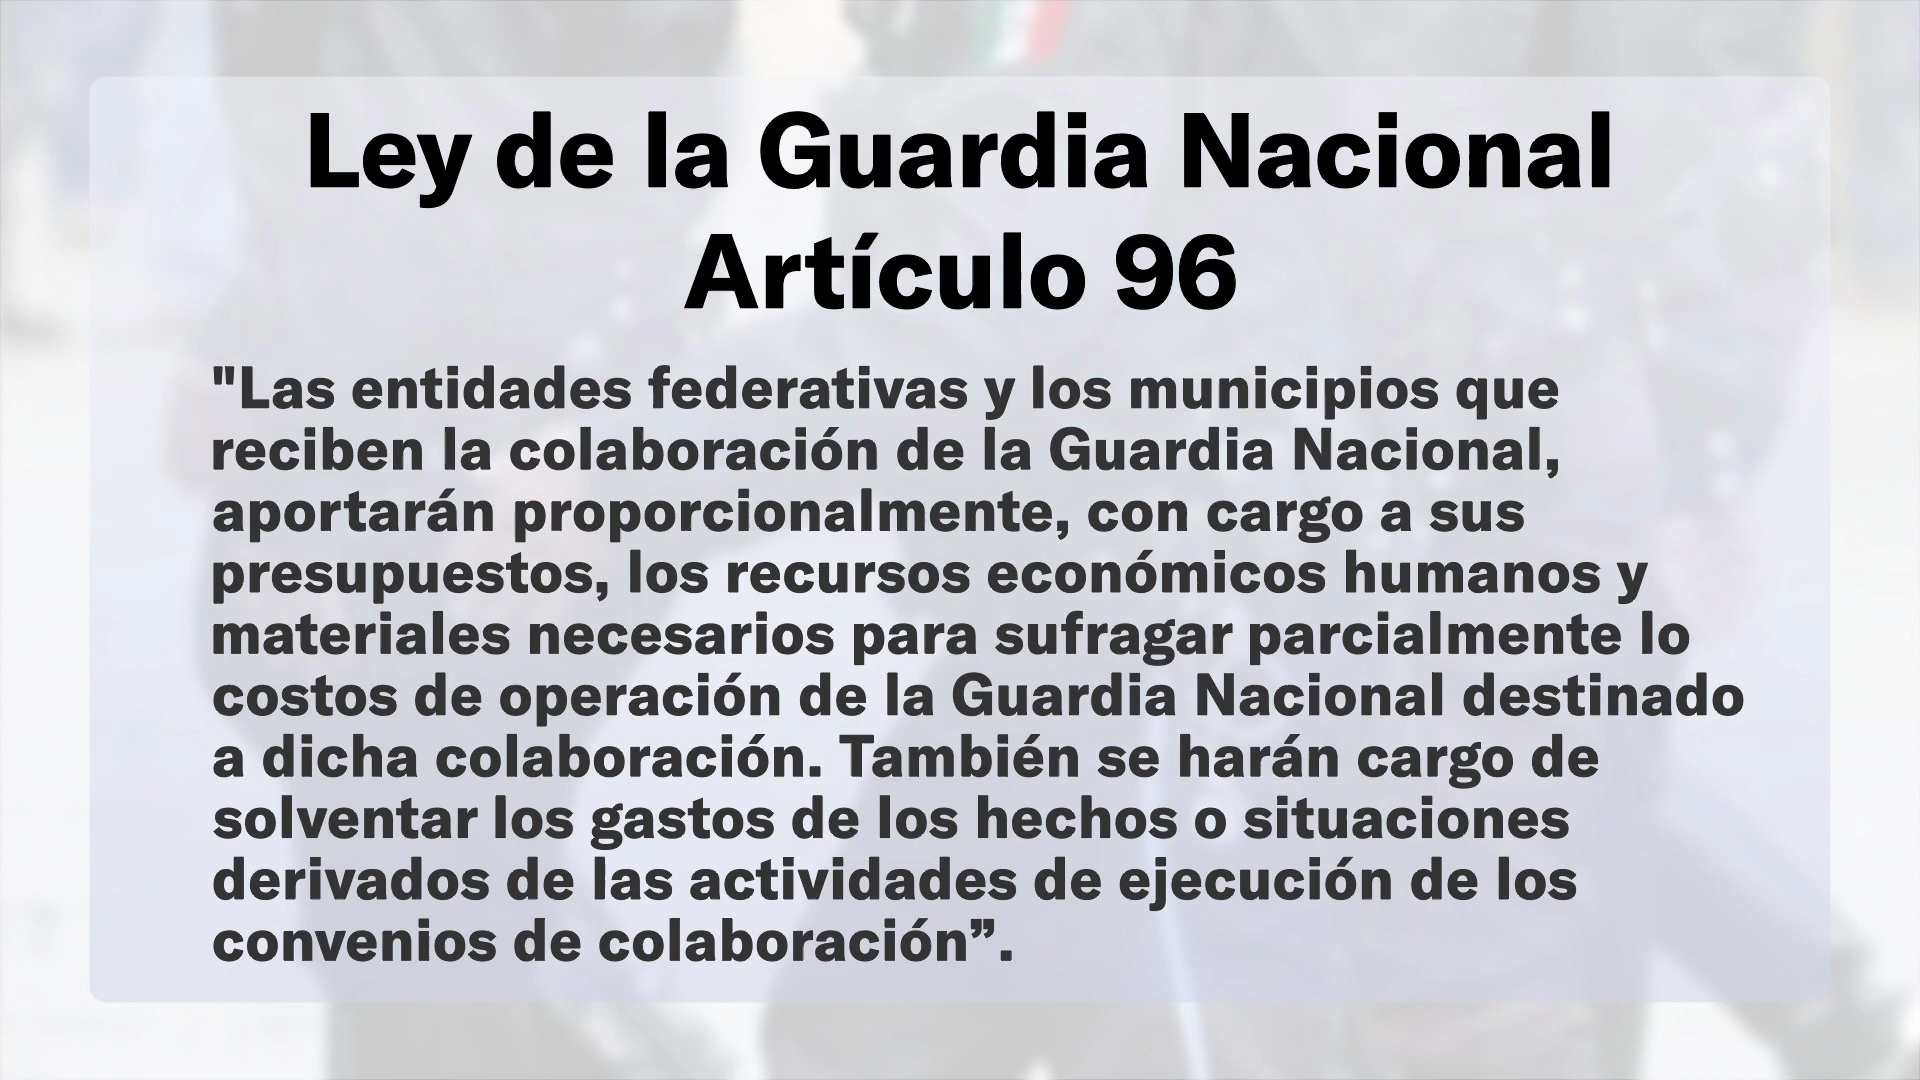 Ley de la Guardia Nacional
Artículo 96
"Las entidades federativas y los municipios que
reciben la colaboración de la Guardia Nacional,
aportarán proporcionalmente, con cargo a sus
presupuestos, los recursos económicos humanos y
materiales necesarios para sufragar parcialmente lo
costos de operación de la Guardia Nacional destinado
a dicha colaboración. También se harán cargo de
solventar los gastos de los hechos o situaciones
derivados de las actividades de ejecución de los
convenios de colaboración”.